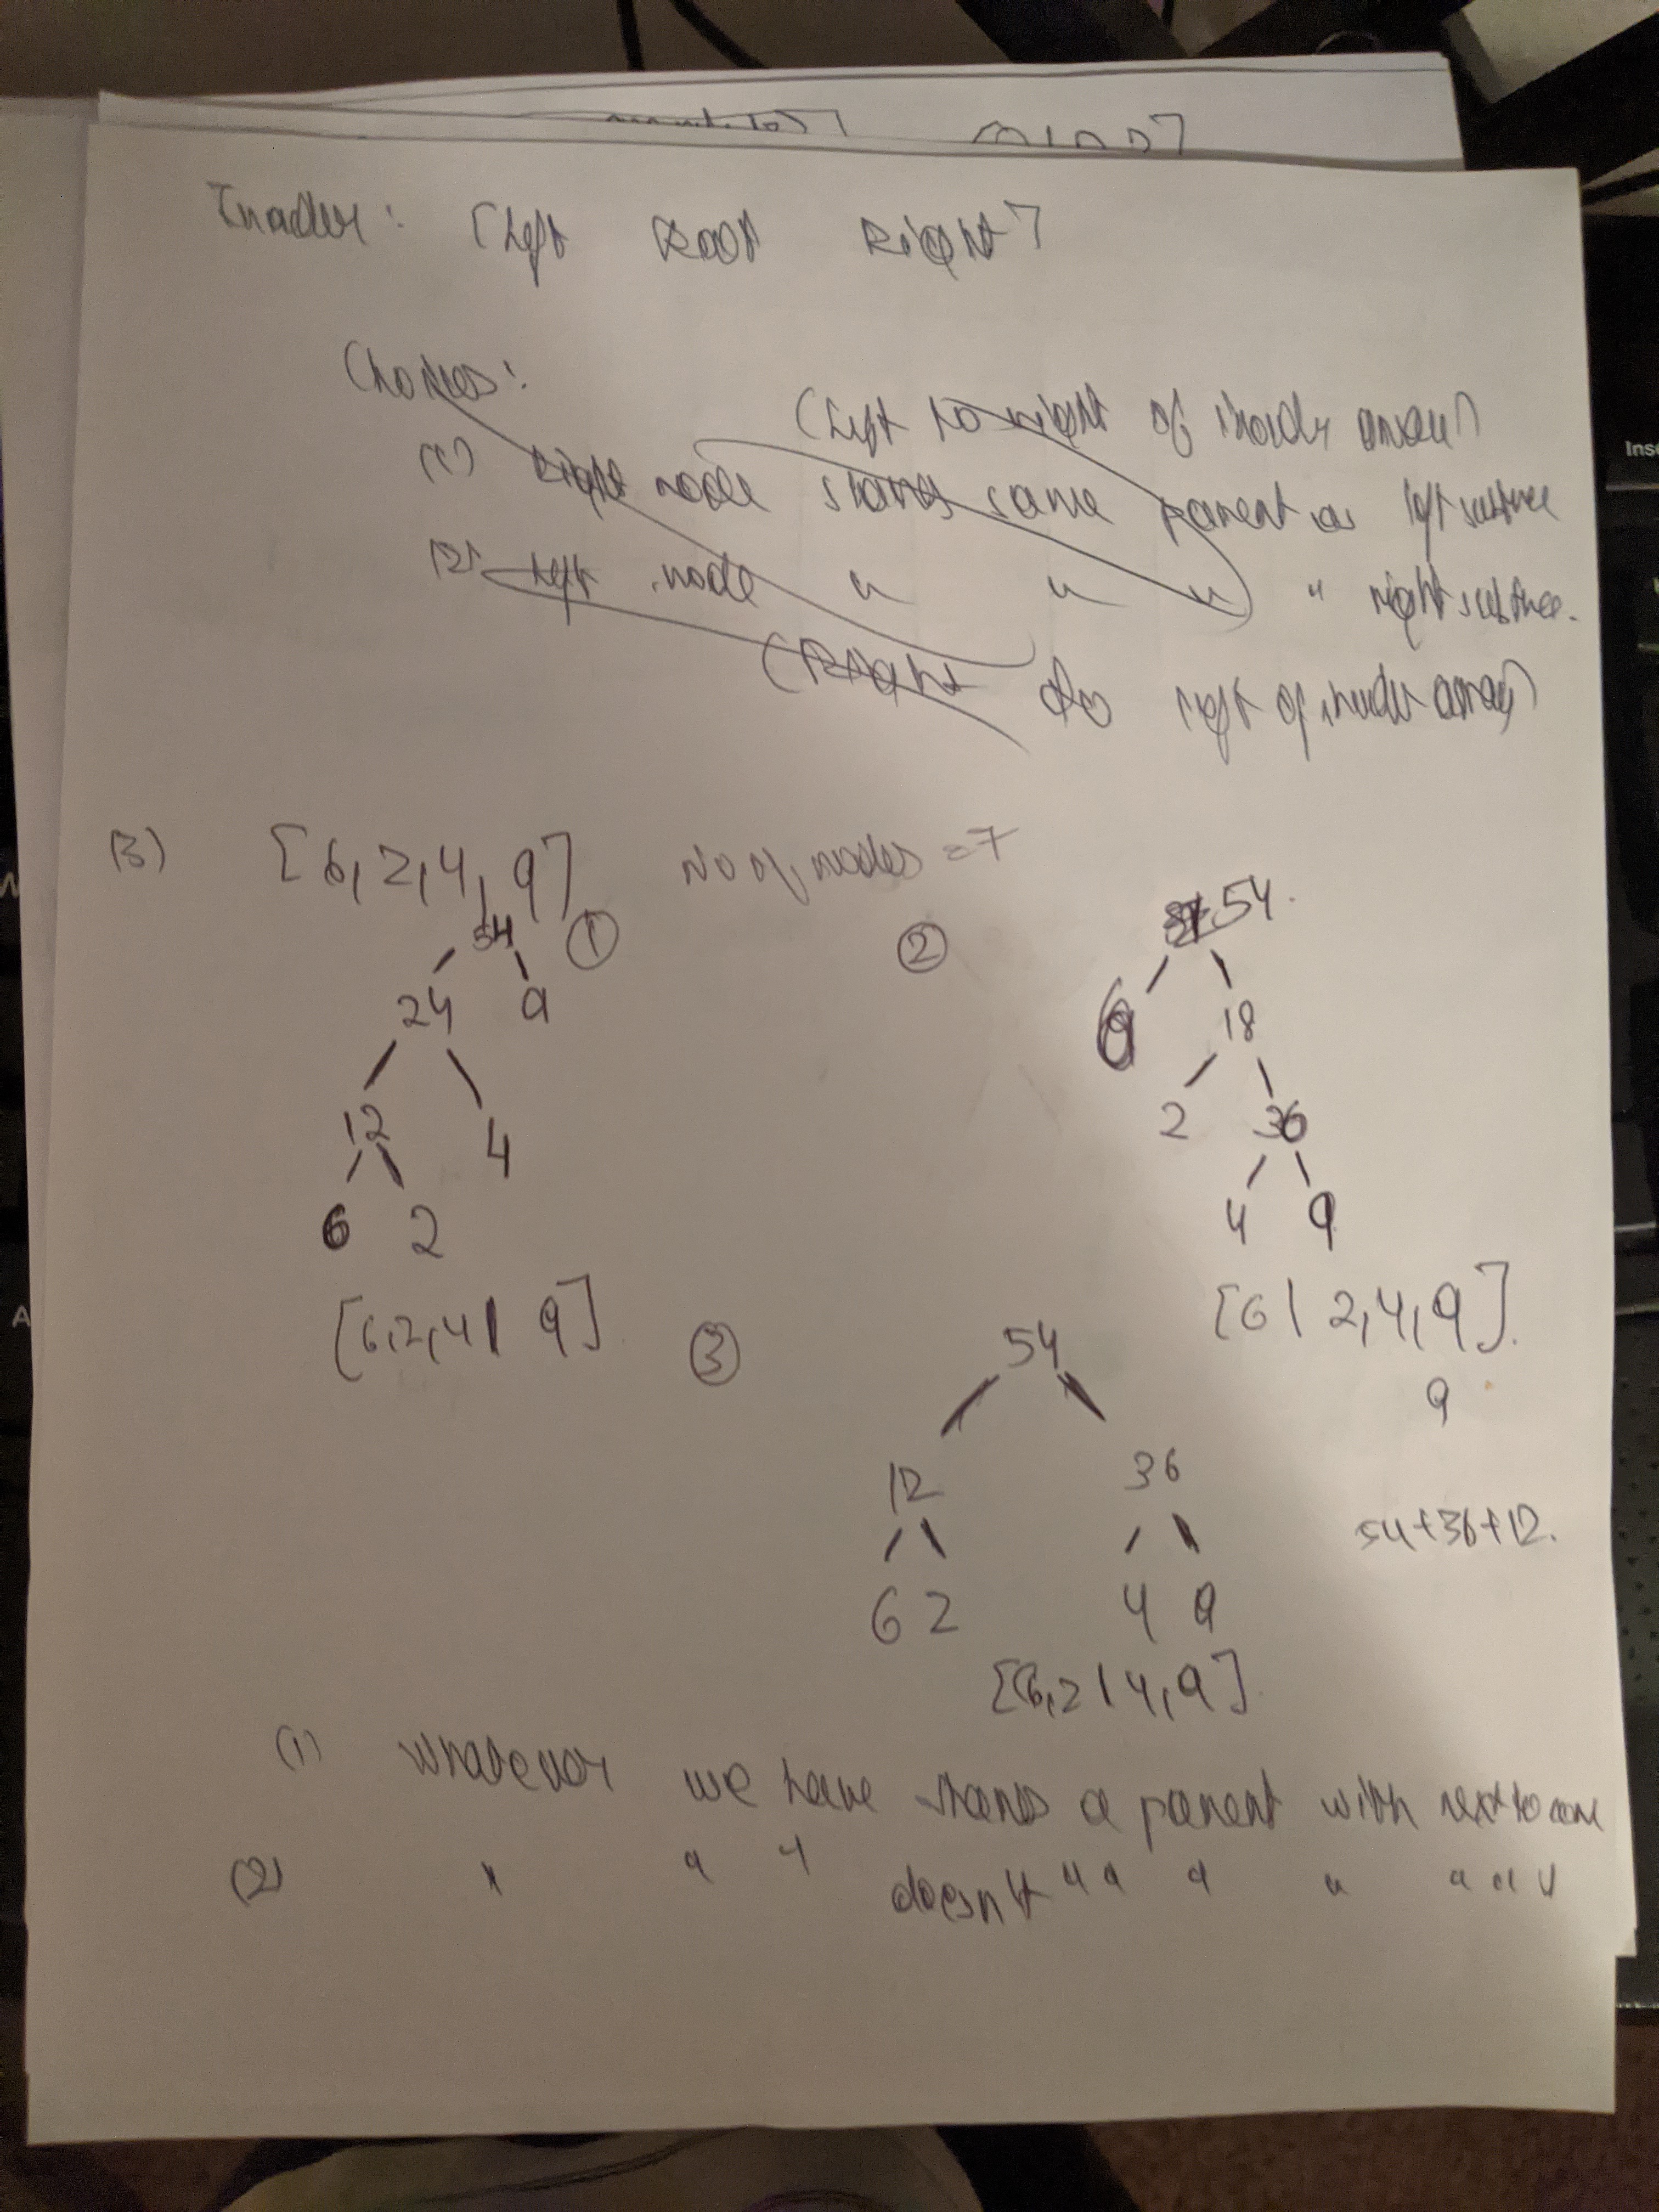 Inorder: [Left Root Right]
Choices:
(Left to right of inorder array)
(1) Right node shares same parent as left subtree
(2) Left node " " " " right subtree.
(Right to left of inorder array)
(3) [6, 2, 4, 9] No of nodes = 7
54 ① ② 54.
24 9 6 18
12 4 2 36
6 2 4 9
[6,2,4 | 9] [6 | 2,4,9].
③ 54 9
12 36
54+36+12.
6 2 4 9
[6,2 | 4,9].
(1) whatever we have shares a parent with next to come
(2) " " " doesn't " " " " " " "